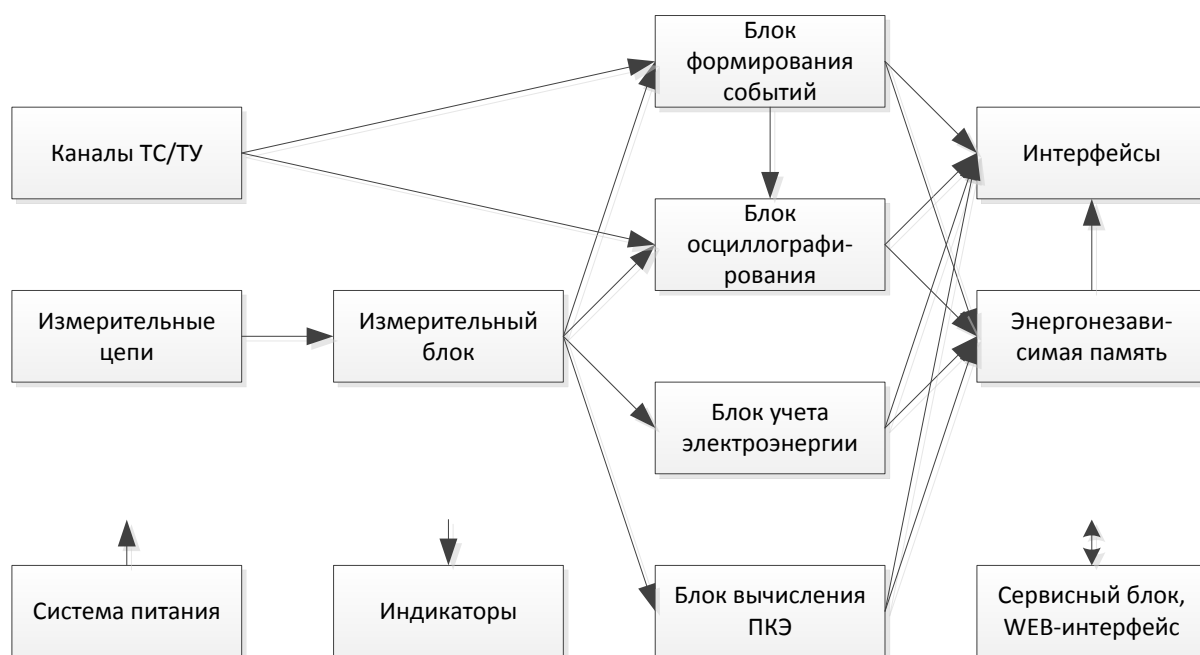 Блок
формирования
событий
Каналы ТС/ТУ
Интерфейсы
Блок
осциллографи-
рования
Измерительные
цепи
Измерительный
блок
Энергонезави-
симая память
Блок учета
электроэнергии
Система питания
Индикаторы
Блок вычисления
ПКЭ
Сервисный блок,
WEB-интерфейс